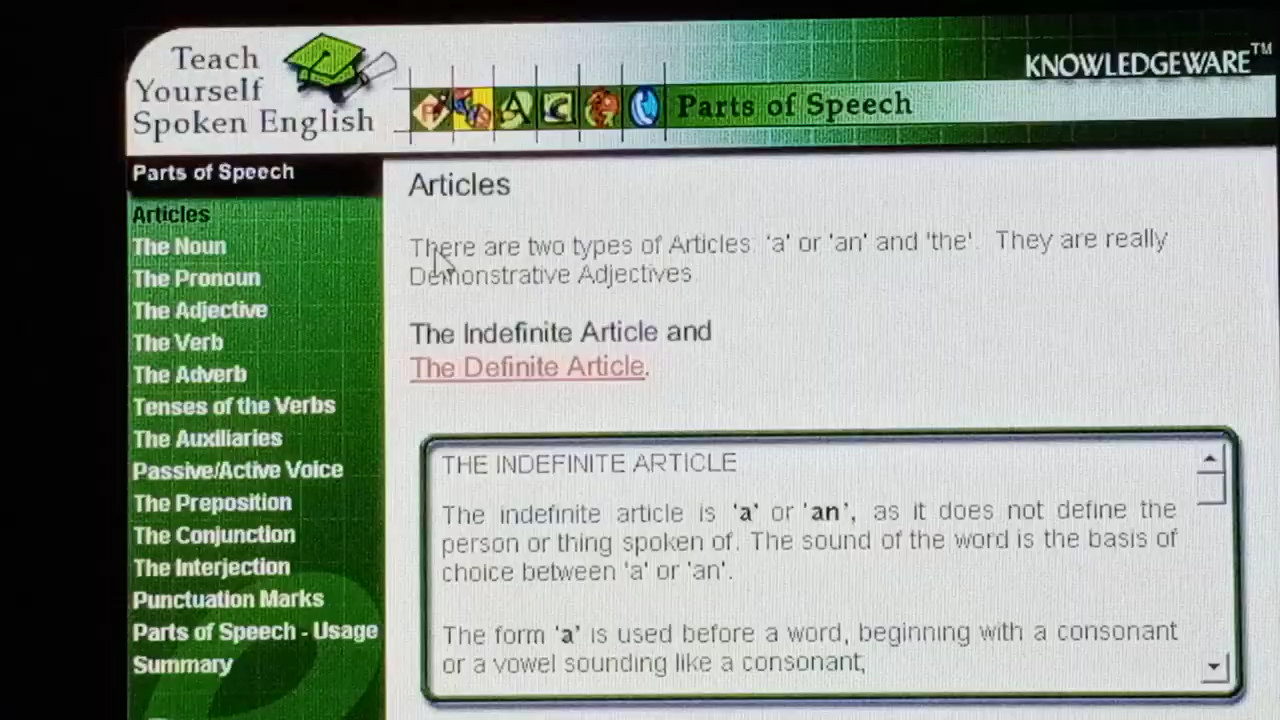 Teach
Yourself
Spoken English
KNOWLEDGEWARE™
Parts of Speech
Parts of Speech
Articles
The Noun
The Pronoun
The Adjective
The Verb
The Adverb
Tenses of the Verbs
The Auxiliaries
Passive/Active Voice
The Preposition
The Conjunction
The Interjection
Punctuation Marks
Parts of Speech - Usage
Summary
Articles
There are two types of Articles: 'a' or 'an' and 'the'. They are really
Demonstrative Adjectives
The Indefinite Article and
The Definite Article.
THE INDEFINITE ARTICLE
The indefinite article is 'a' or 'an', as it does not define the
person or thing spoken of. The sound of the word is the basis of
choice between 'a' or 'an'.
The form 'a' is used before a word, beginning with a consonant
or a vowel sounding like a consonant;